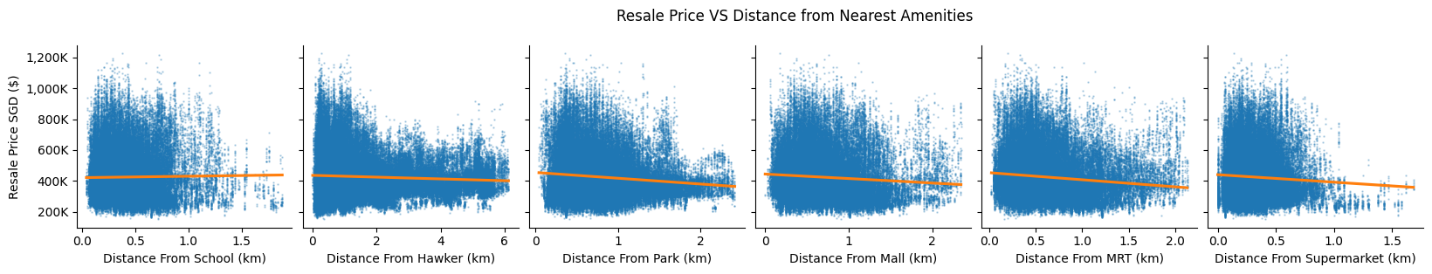 Resale Price VS Distance from Nearest Amenities
Resale Price SGD ($)
1,200K
1,000K
800K
600K
400K
200K
0.0 0.5 1.0 1.5
Distance From School (km)
0 2 4 6
Distance From Hawker (km)
0 1 2
Distance From Park (km)
0 1 2
Distance From Mall (km)
0.0 0.5 1.0 1.5 2.0
Distance From MRT (km)
0.0 0.5 1.0 1.5
Distance From Supermarket (km)